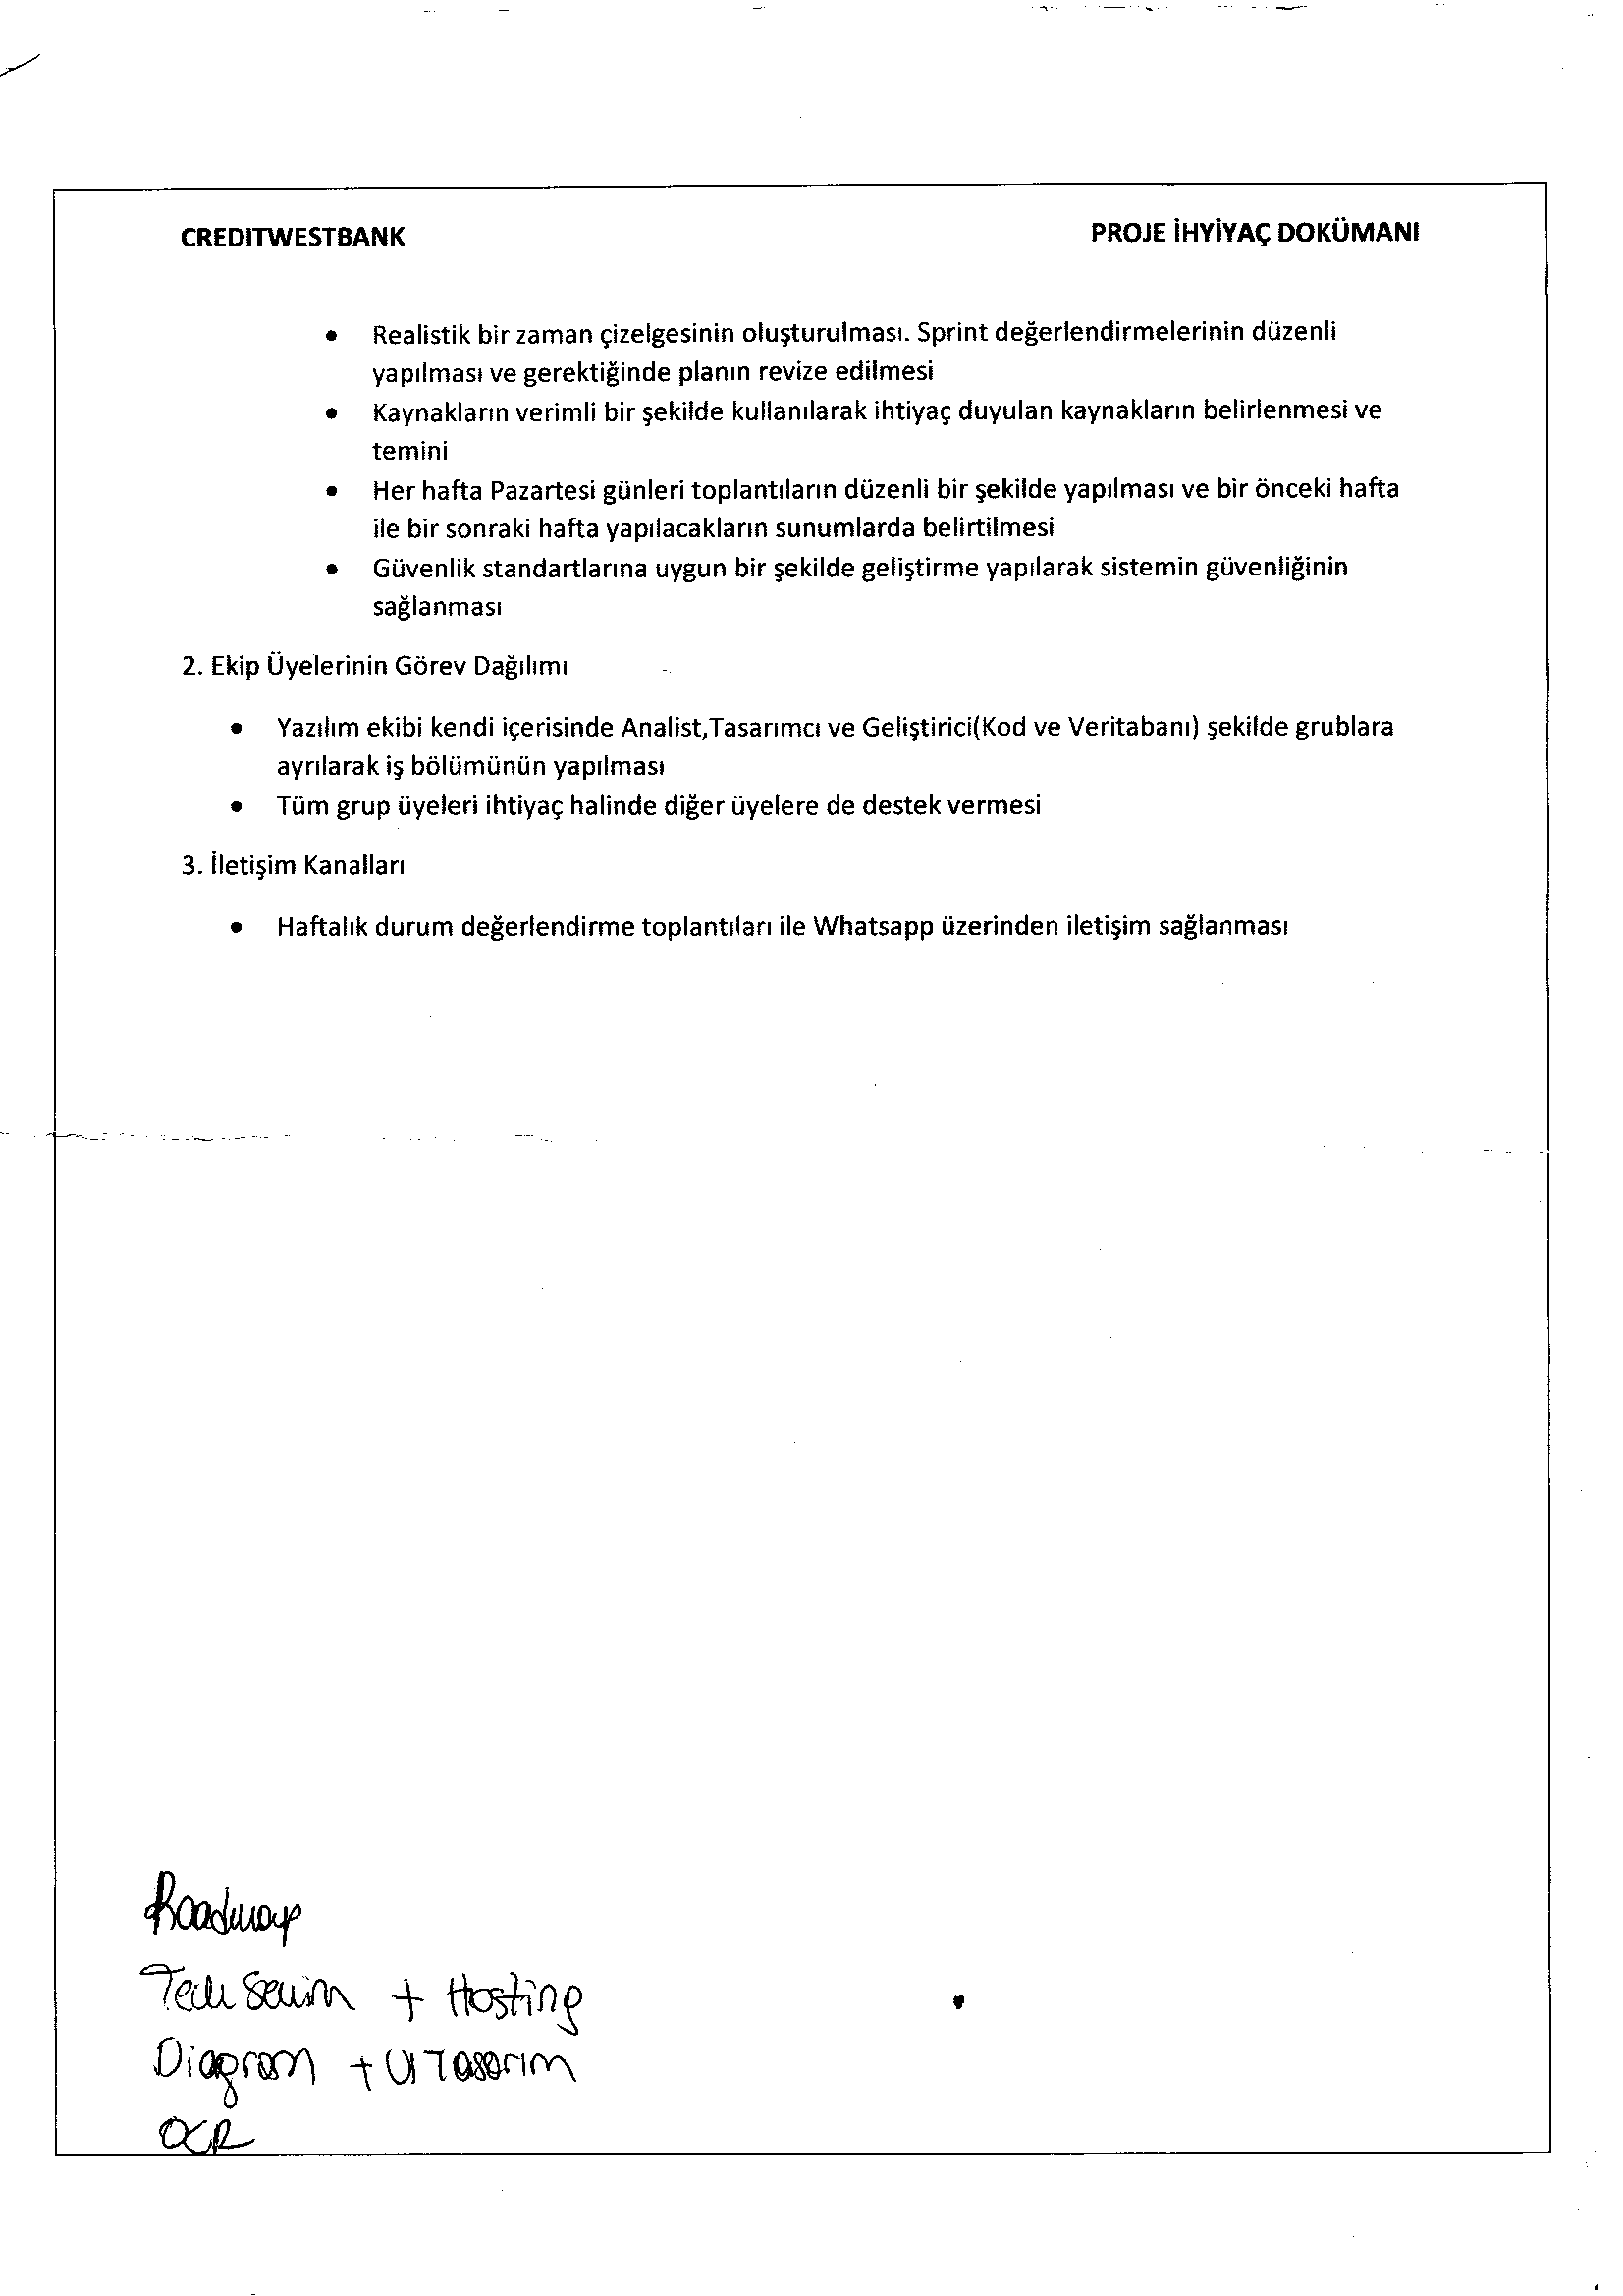 CREDITWESTBANK
PROJE İHYİYAÇ DOKÜMANI
• Realistik bir zaman çizelgesinin oluşturulması. Sprint değerlendirmelerinin düzenli
yapılması ve gerektiğinde planın revize edilmesi
• Kaynakların verimli bir şekilde kullanılarak ihtiyaç duyulan kaynakların belirlenmesi ve
temini
• Her hafta Pazartesi günleri toplantıların düzenli bir şekilde yapılması ve bir önceki hafta
ile bir sonraki hafta yapılacakların sunumlarda belirtilmesi
• Güvenlik standartlarına uygun bir şekilde geliştirme yapılarak sistemin güvenliğinin
sağlanması
2. Ekip Üyelerinin Görev Dağılımı
• Yazılım ekibi kendi içerisinde Analist,Tasarımcı ve Geliştirici(Kod ve Veritabanı) şekilde grublara
ayrılarak iş bölümünün yapılması
• Tüm grup üyeleri ihtiyaç halinde diğer üyelere de destek vermesi
3. İletişim Kanalları
• Haftalık durum değerlendirme toplantıları ile Whatsapp üzerinden iletişim sağlanması
Roadmap
Tech + Hosting
Diagram + UI Tasarım
OCR